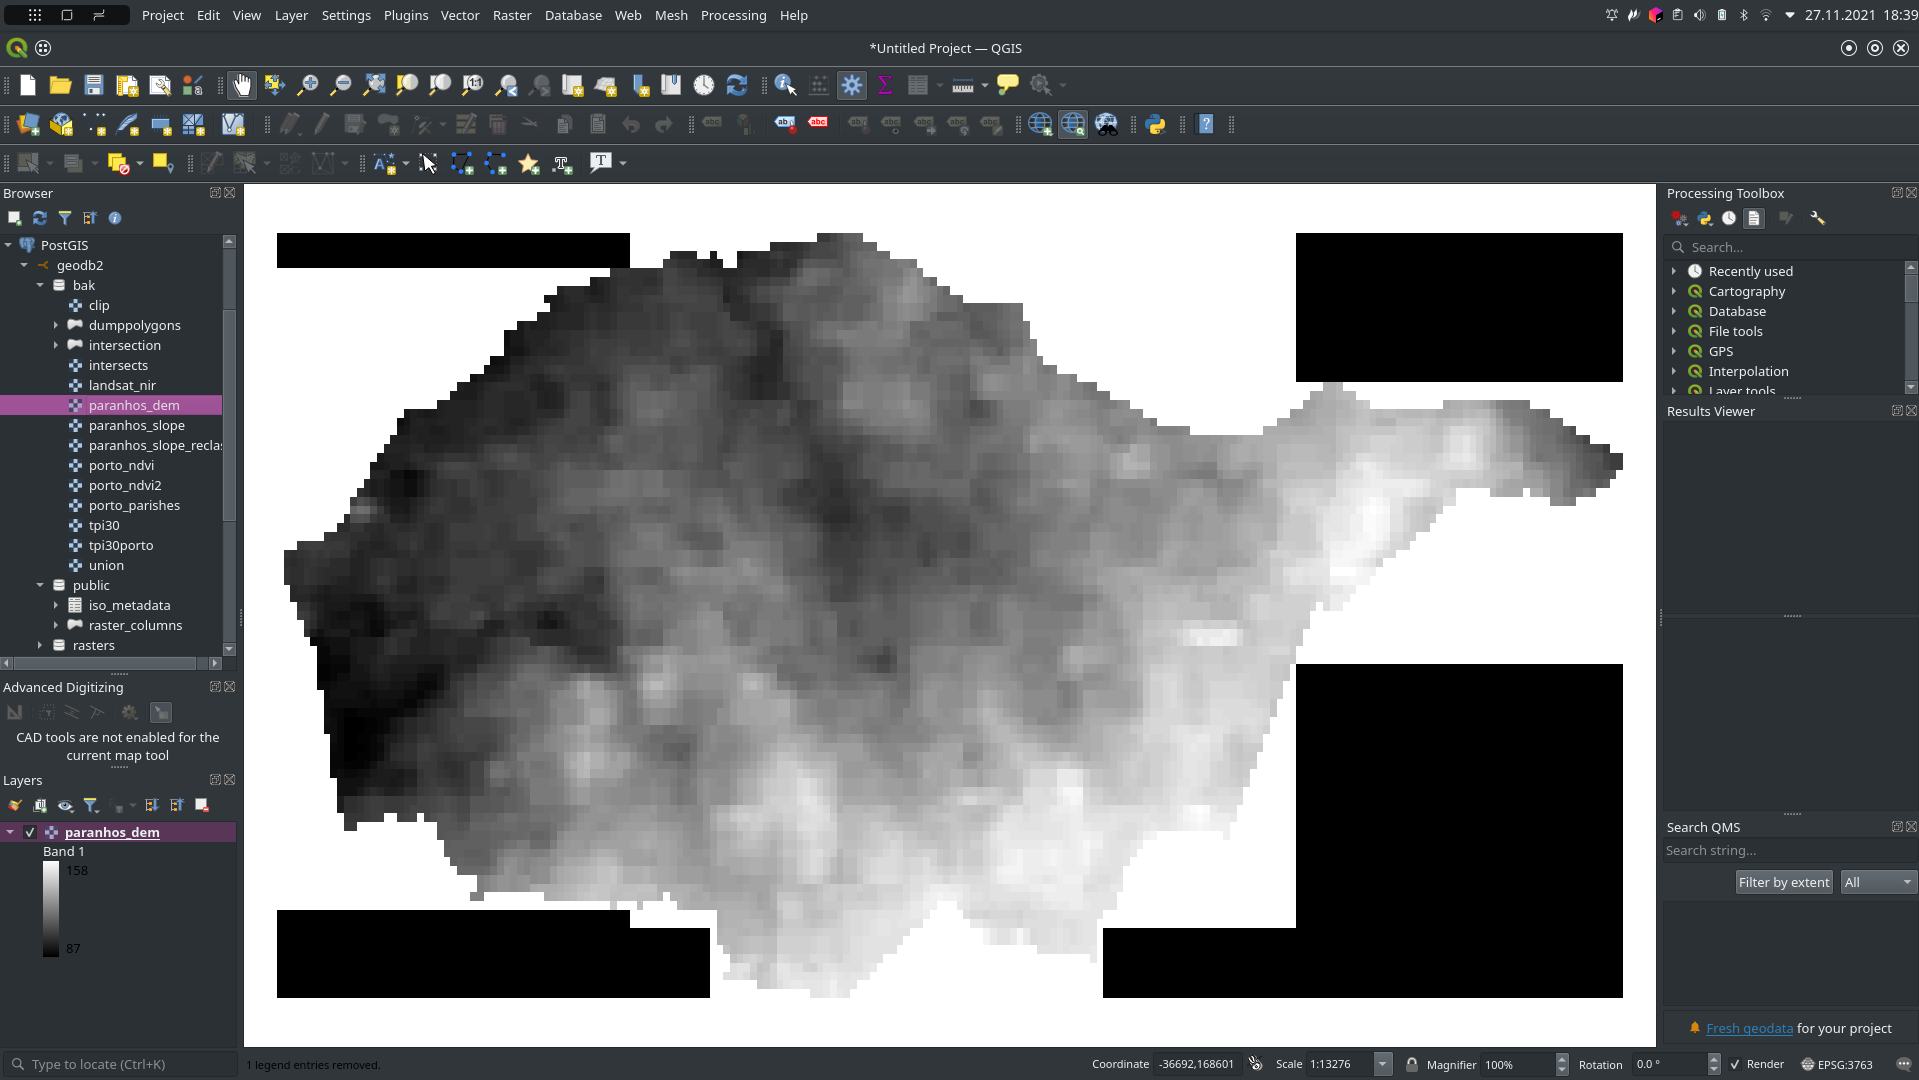 Project Edit View Layer Settings Plugins Vector Raster Database Web Mesh Processing Help
27.11.2021 18:39
*Untitled Project — QGIS
Browser
PostGIS
geodb2
bak
clip
dumppolygons
intersection
intersects
landsat_nir
paranhos_dem
paranhos_slope
paranhos_slope_reclas
porto_ndvi
porto_ndvi2
porto_parishes
tpi30
tpi30porto
union
public
iso_metadata
raster_columns
rasters
Advanced Digitizing
CAD tools are not enabled for the
current map tool
Layers
paranhos_dem
Band 1
158
87
Processing Toolbox
Search...
Recently used
Cartography
Database
File tools
GPS
Interpolation
Layer tools
Results Viewer
Search QMS
Search string...
Filter by extent
All
Fresh geodata for your project
Type to locate (Ctrl+K)
1 legend entries removed.
Coordinate -36692,168601
Scale 1:13276
Magnifier 100%
Rotation 0.0 °
Render
EPSG:3763